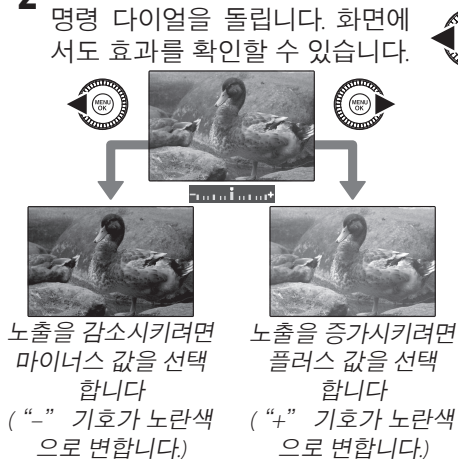 2
명령 다이얼을 돌립니다. 화면에
서도 효과를 확인할 수 있습니다.
MENU
OK
MENU
OK
- +
노출을 감소시키려면
마이너스 값을 선택
합니다
( “–” 기호가 노란색
으로 변합니다.)
노출을 증가시키려면
플러스 값을 선택
합니다
( “+” 기호가 노란색
으로 변합니다.)